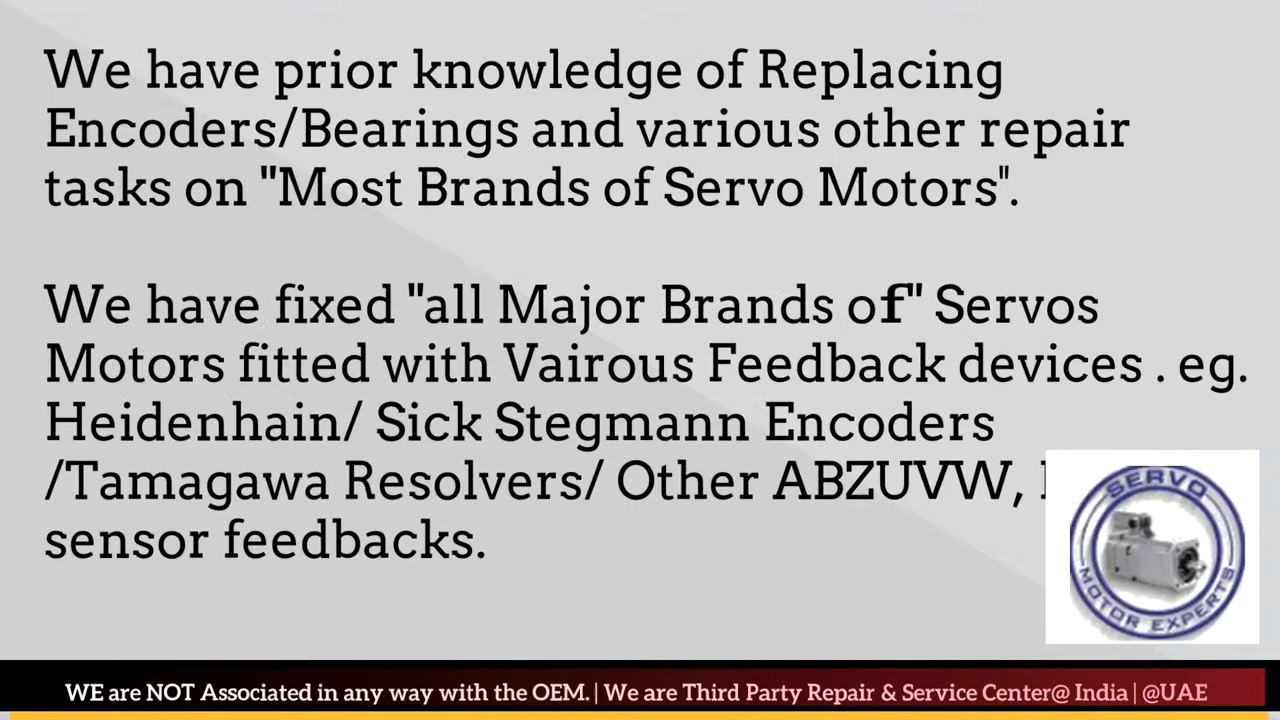 We have prior knowledge of Replacing
Encoders/Bearings and various other repair
tasks on "Most Brands of Servo Motors".
We have fixed "all Major Brands of" Servos
Motors fitted with Vairous Feedback devices . eg.
Heidenhain/ Sick Stegmann Encoders
/Tamagawa Resolvers/ Other ABZUVW,
sensor feedbacks.
SERVO
MOTOR EXPERTS
WE are NOT Associated in any way with the OEM. | We are Third Party Repair & Service Center@ India | @UAE